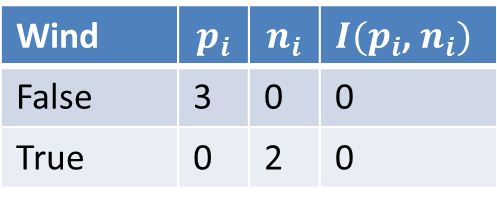 Wind pᵢ nᵢ I(pᵢ, nᵢ)
False 3 0 0
True 0 2 0